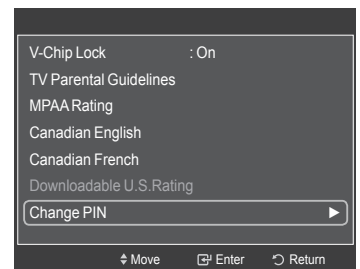 V-Chip Lock : On
TV Parental Guidelines
MPAA Rating
Canadian English
Canadian French
Downloadable U.S.Rating
Change PIN ►
Move Enter Return